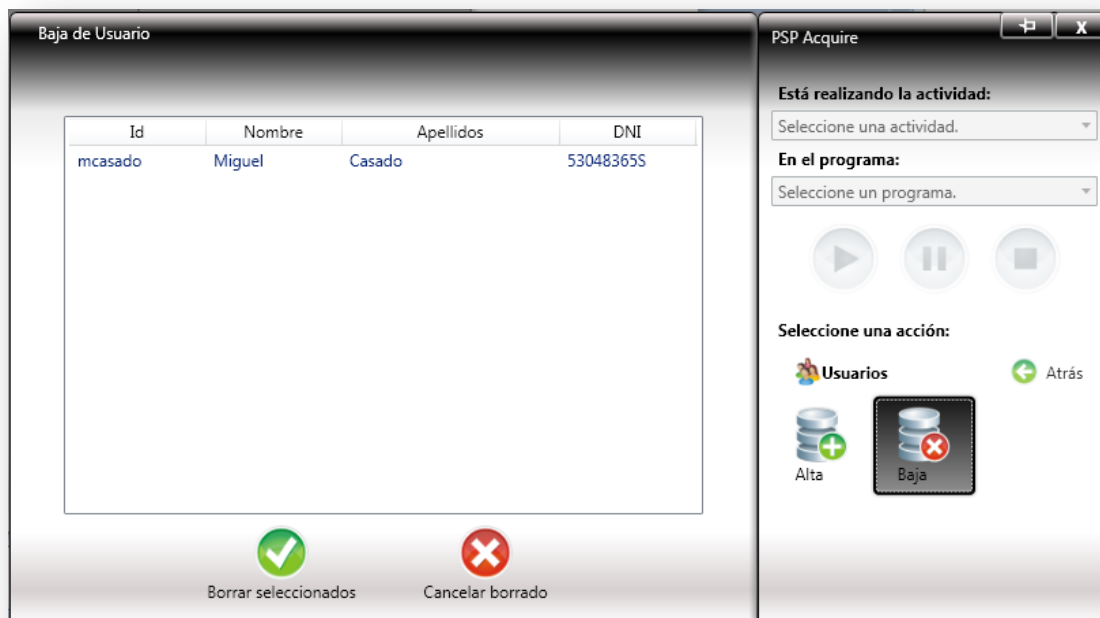 Baja de Usuario
Id Nombre Apellidos DNI
mcasado Miguel Casado 53048365S
Borrar seleccionados Cancelar borrado
PSP Acquire X
Está realizando la actividad:
Seleccione una actividad.
En el programa:
Seleccione un programa.
Seleccione una acción:
Usuarios Atrás
Alta Baja